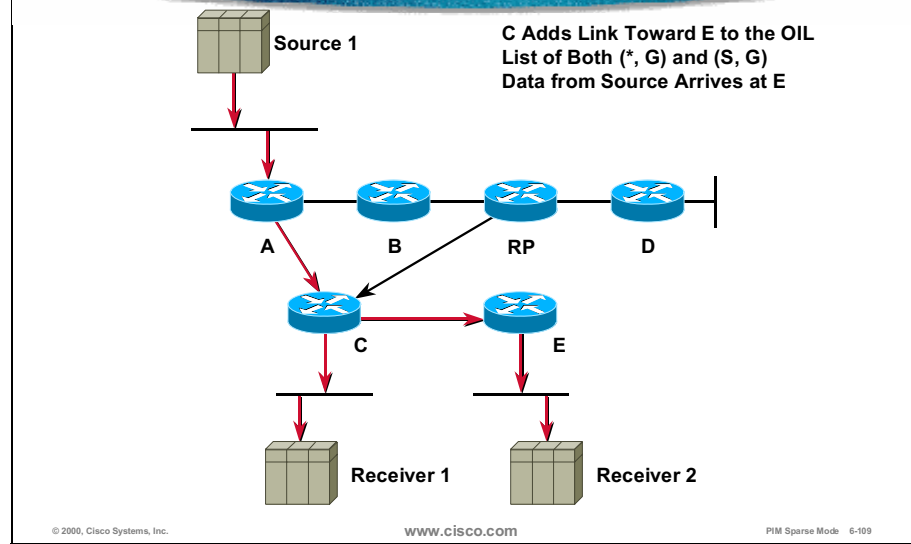 Source 1
C Adds Link Toward E to the OIL
List of Both (*, G) and (S, G)
Data from Source Arrives at E
A
B
RP
D
C
E
Receiver 1
Receiver 2
© 2000, Cisco Systems, Inc.
www.cisco.com
PIM Sparse Mode 6-109